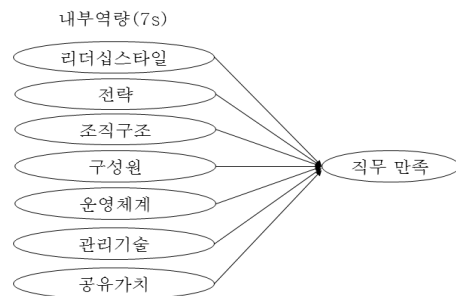 내부역량(7s)
리더십스타일
전략
조직구조
구성원
직무 만족
운영체계
관리기술
공유가치